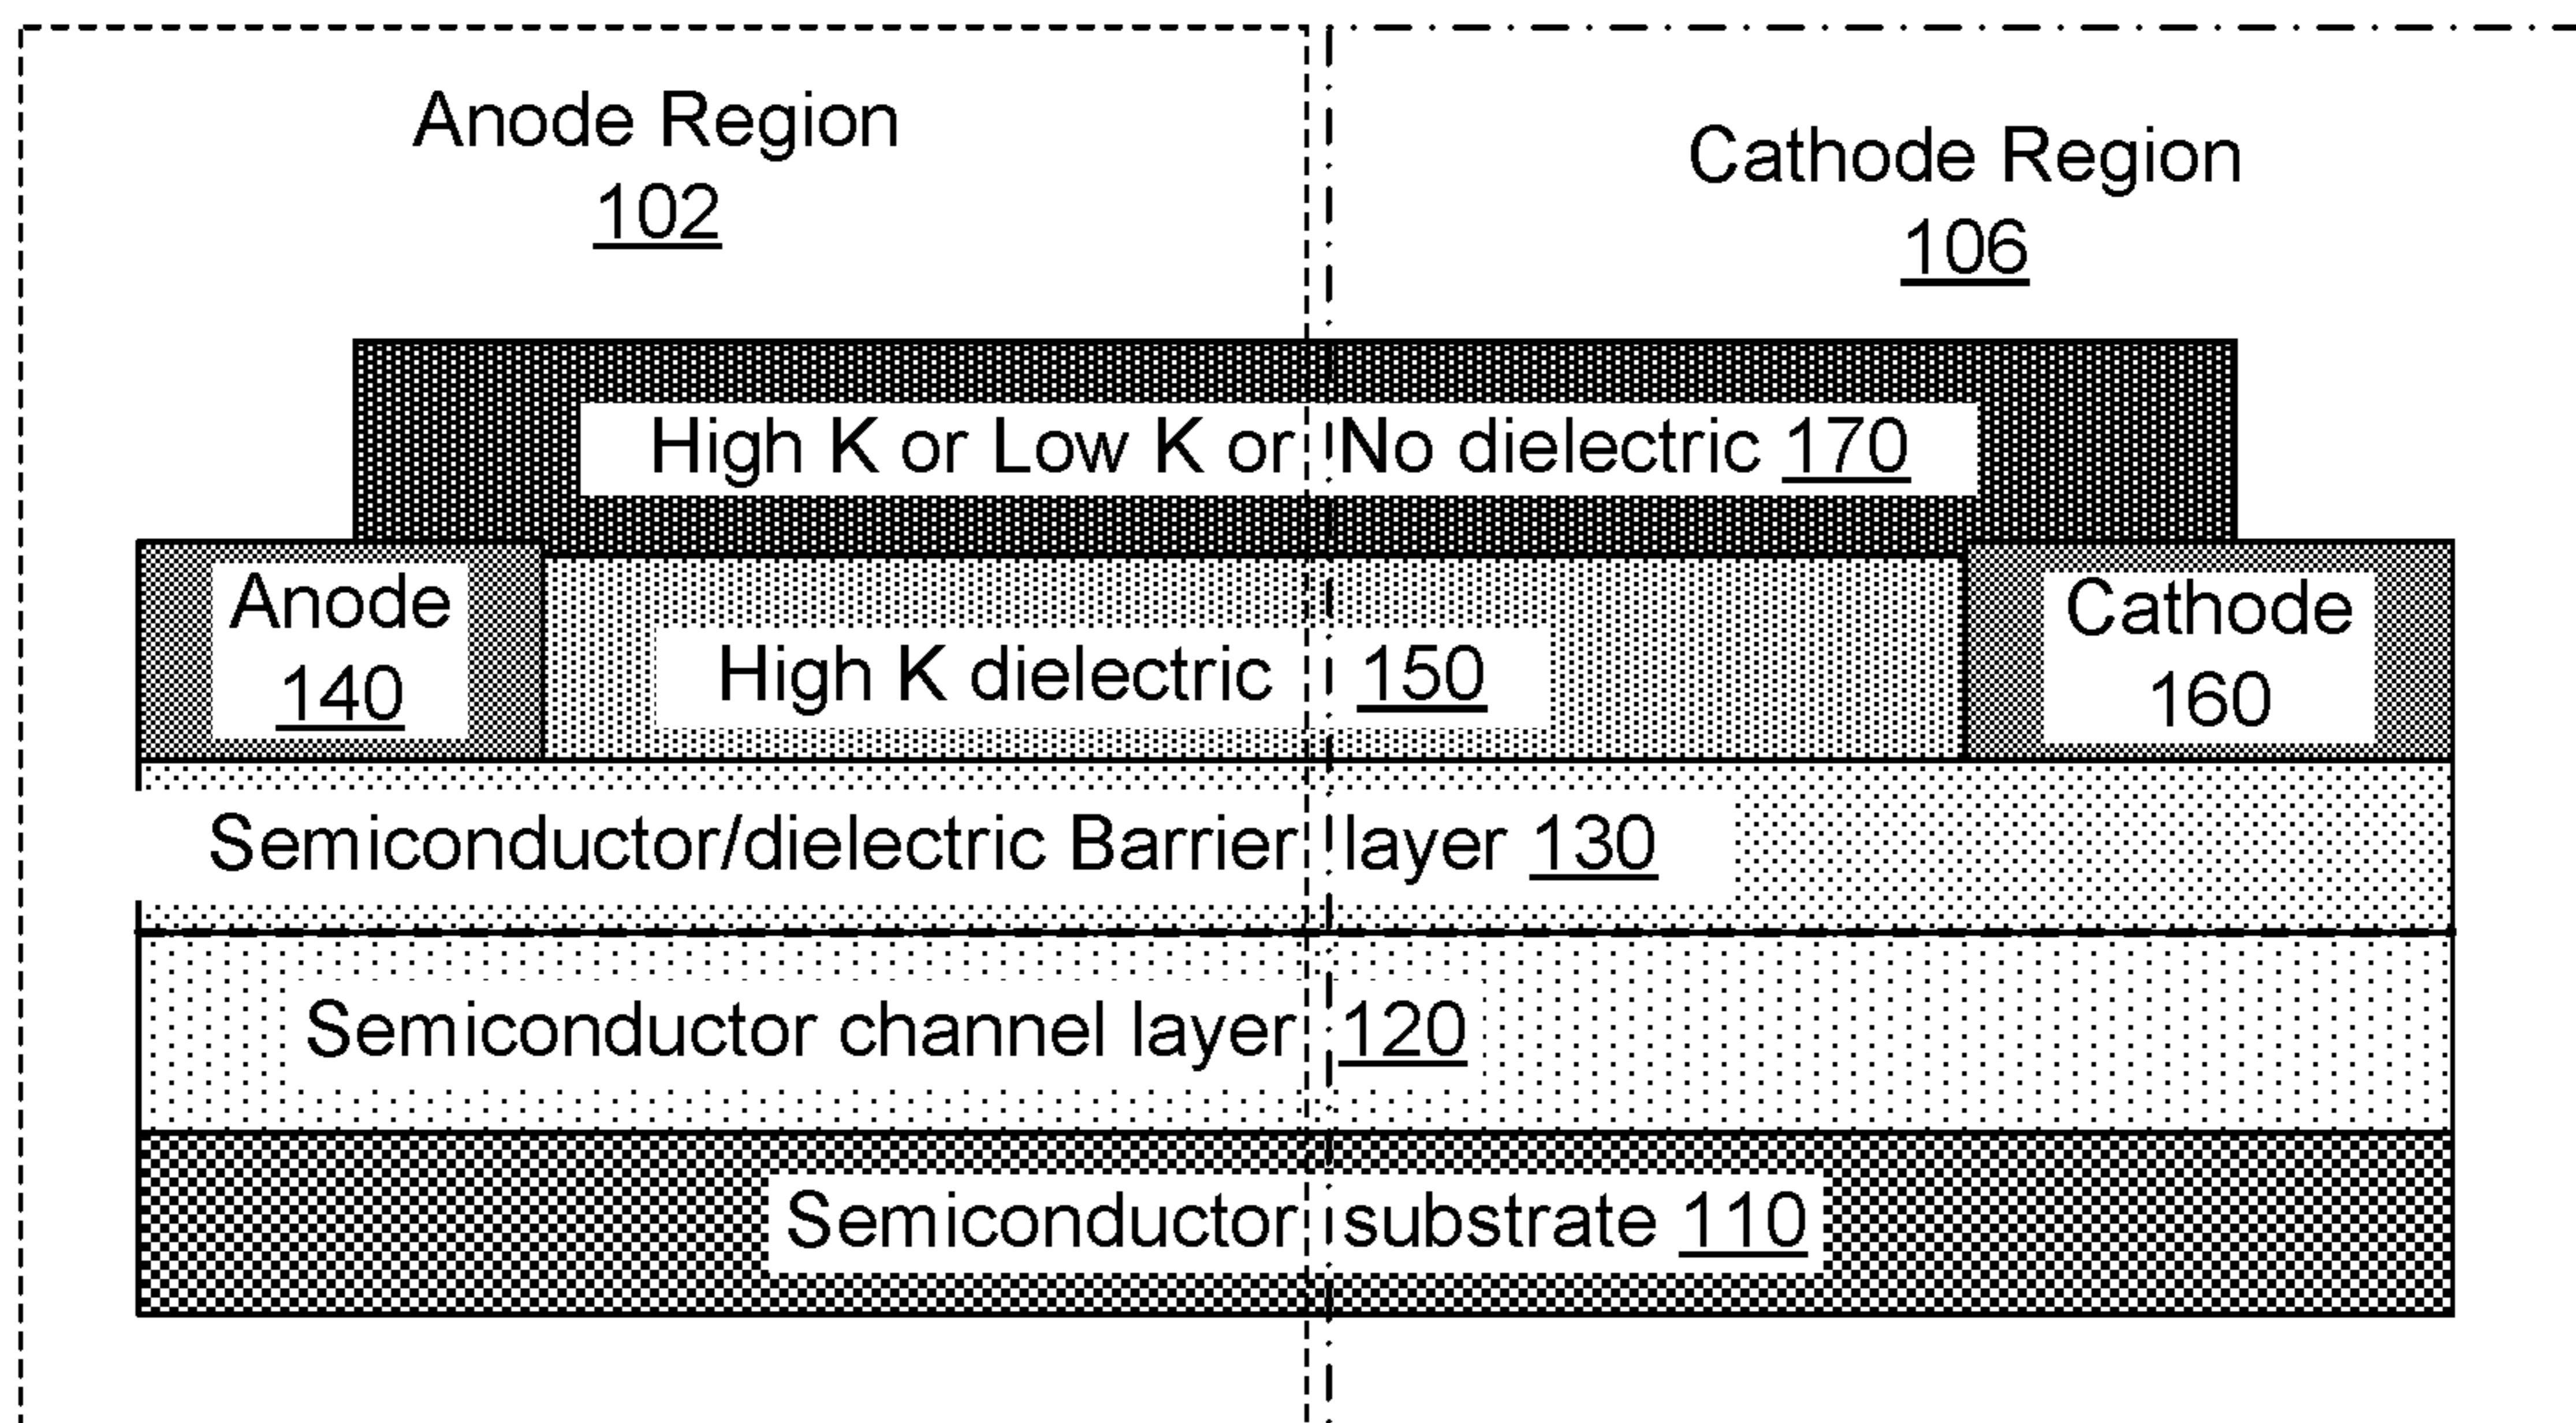 Anode Region
102
Cathode Region
106
High K or Low K or No dielectric 170
Anode
140
High K dielectric 150
Cathode
160
Semiconductor/dielectric Barrier layer 130
Semiconductor channel layer 120
Semiconductor substrate 110